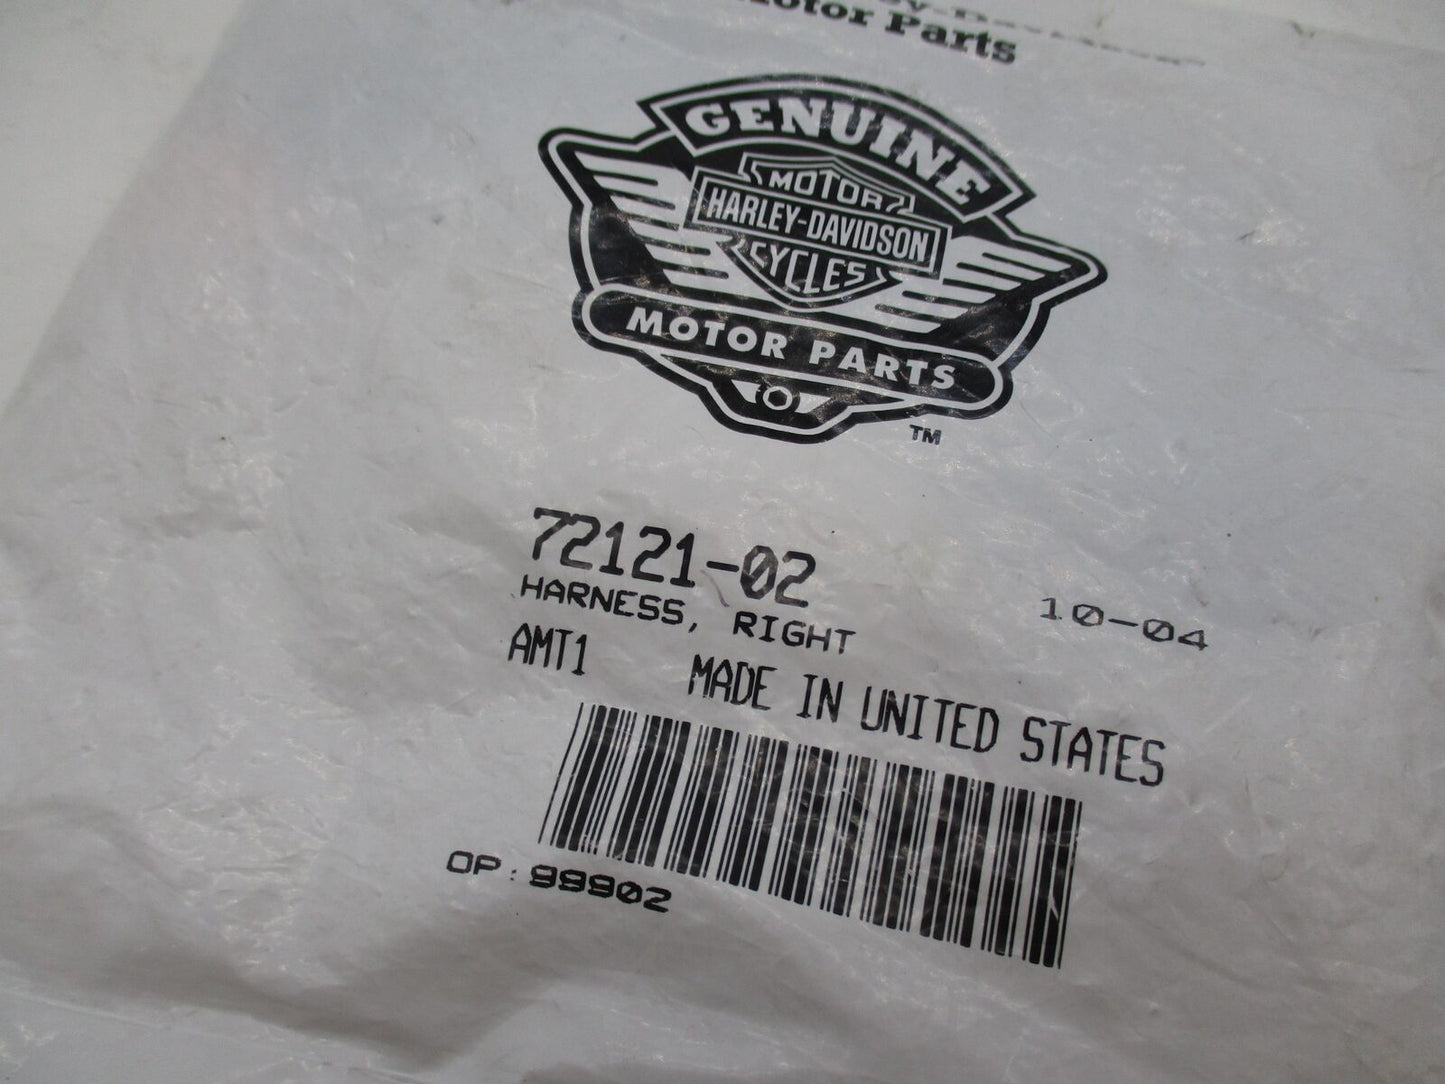 Motor Parts
GENUINE
MOTOR
HARLEY-DAVIDSON
CYCLES
MOTOR PARTS
TM
72121-02
HARNESS, RIGHT
10-04
AMT1 MADE IN UNITED STATES
OP: 99902